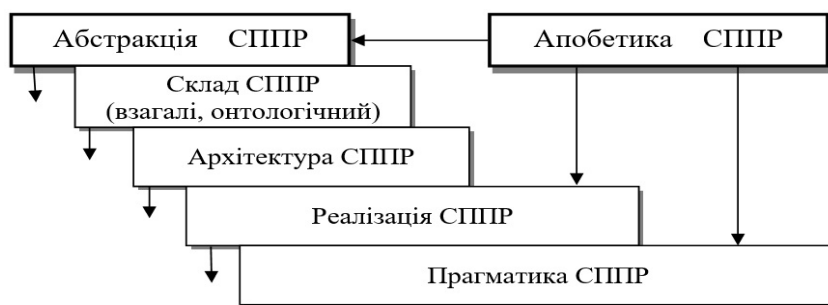 Абстракція СППР
Апобетика СППР
Склад СППР
(взагалі, онтологічний)
Архітектура СППР
Реалізація СППР
Прагматика СППР